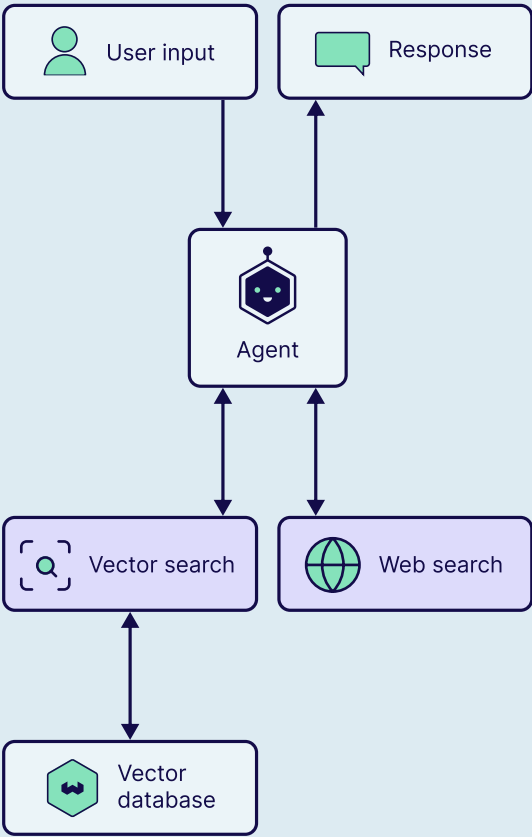 User input
Response
Agent
Vector search
Web search
Vector
database